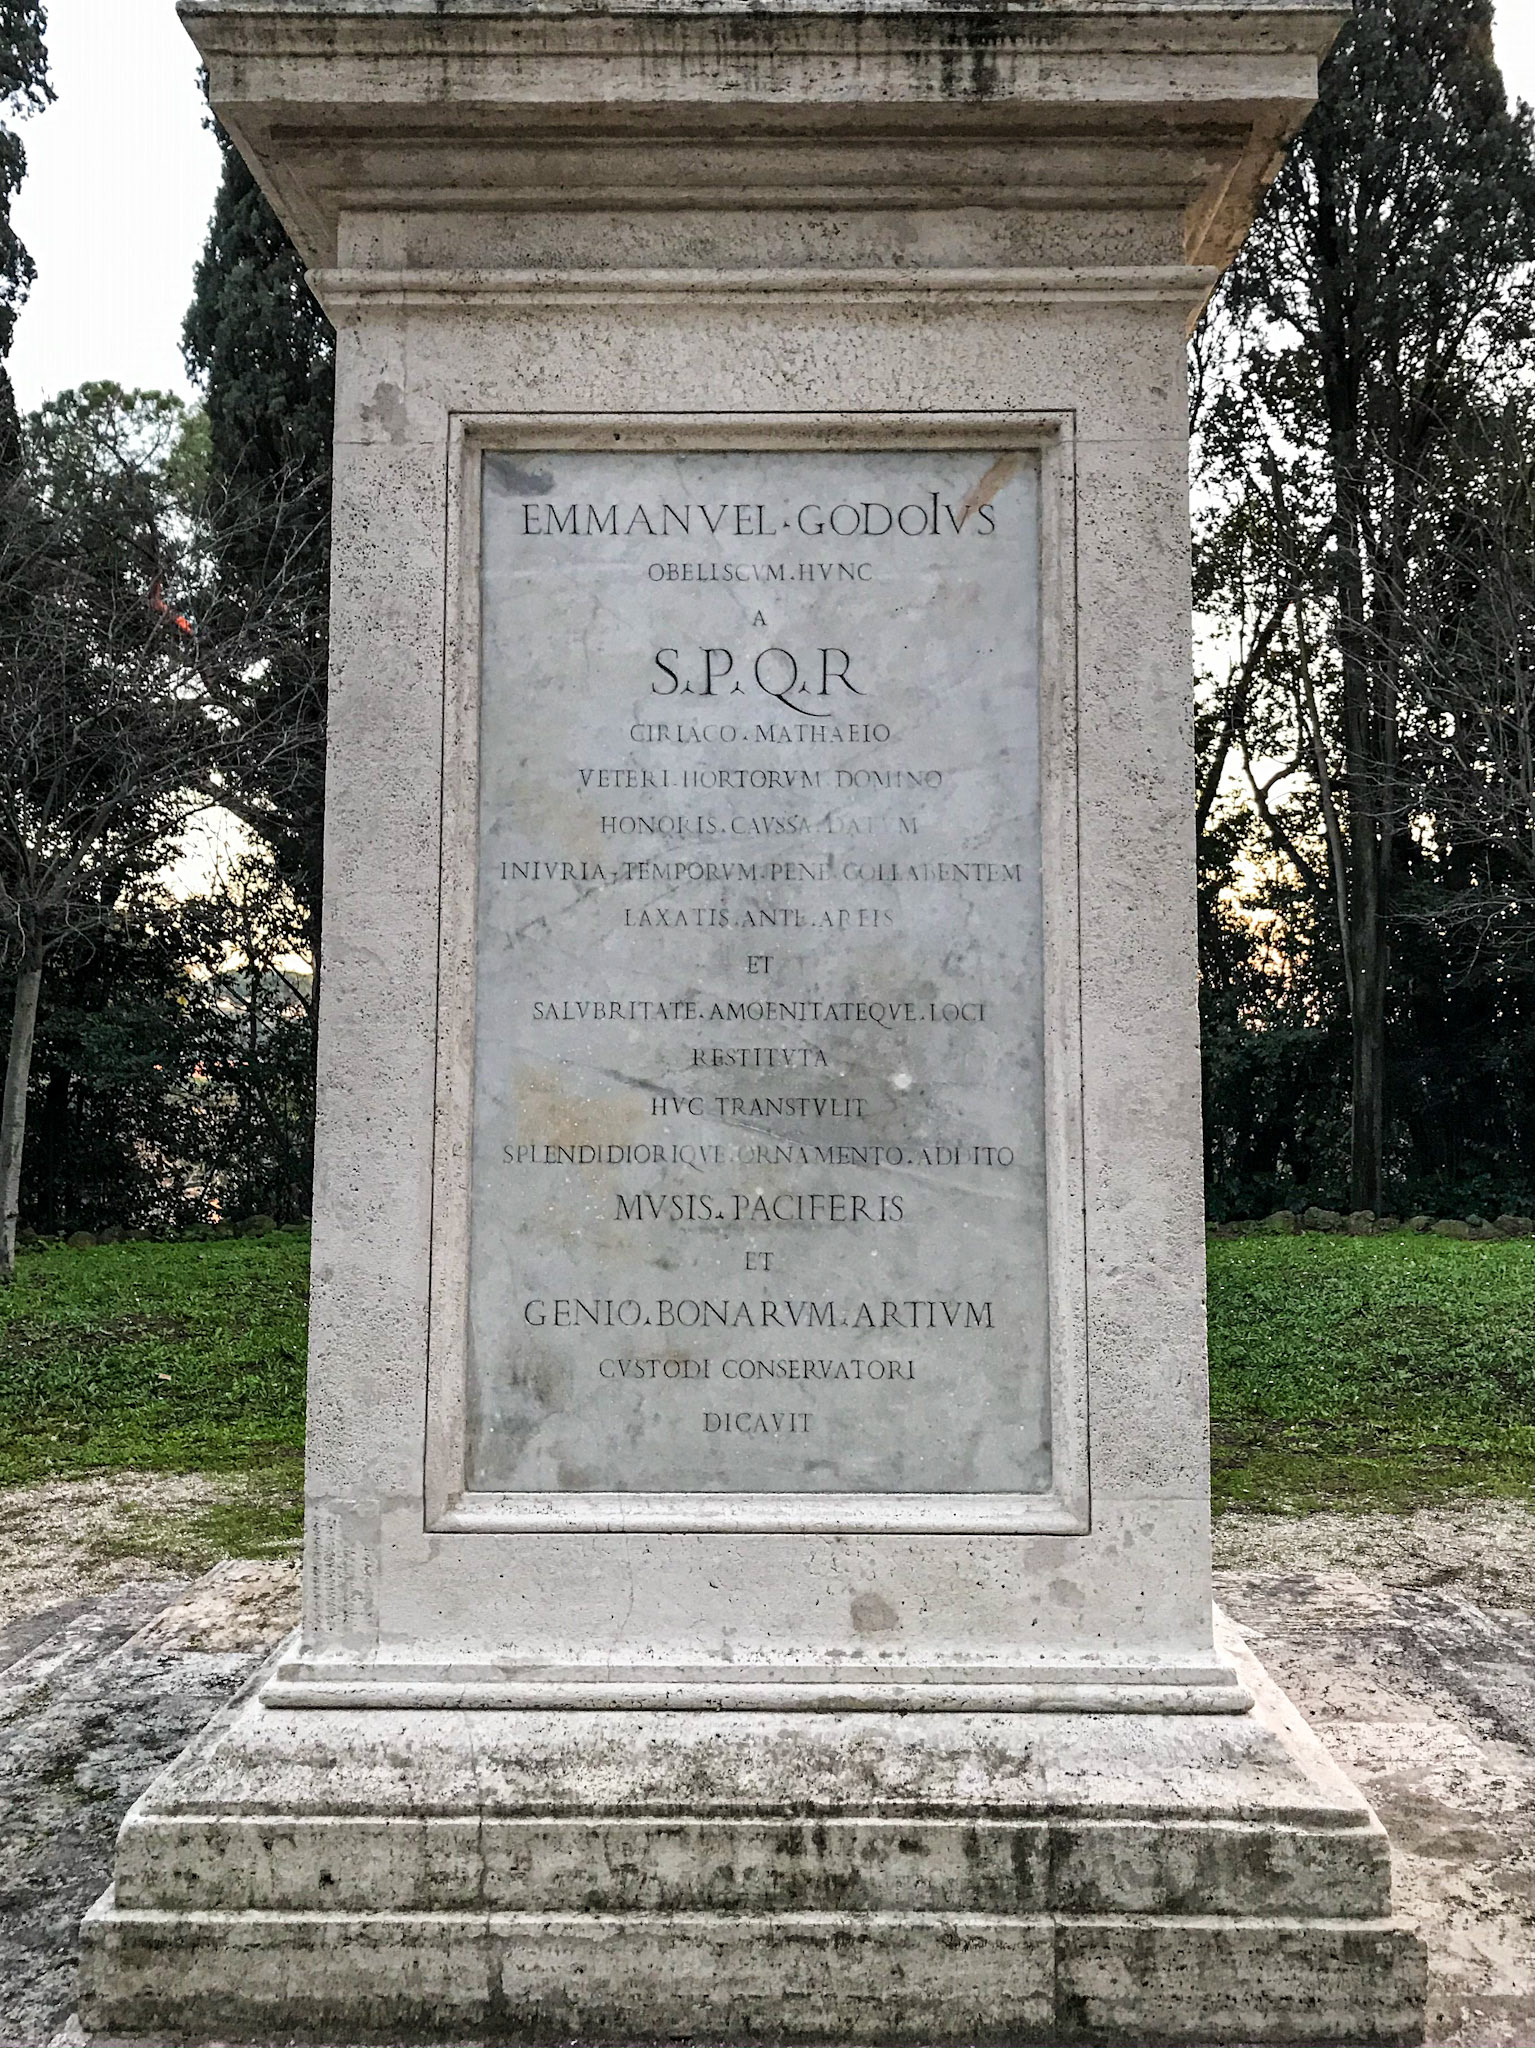 EMMANVEL · GODOIVS
OBELISCVM . HVNC
A
S.P.Q.R
CIRIACO . MATHAEIO
VETERI . HORTORVM DOMINO
HONORIS . CAVSSA . DATVM
INIVRIA . TEMPORVM . PENE COLLABENTEM
LAXATIS . ANTE . AREIS
ET
SALVBRITATE . AMOENITATEQVE . LOCI
RESTITVTA
HVC TRANSTVLIT
SPLENDIDIORIQVE . ORNAMENTO . ADDITO
MVSIS . PACIFERIS
ET
GENIO . BONARVM . ARTIVM
CVSTODI CONSERVATORI
DICAVIT